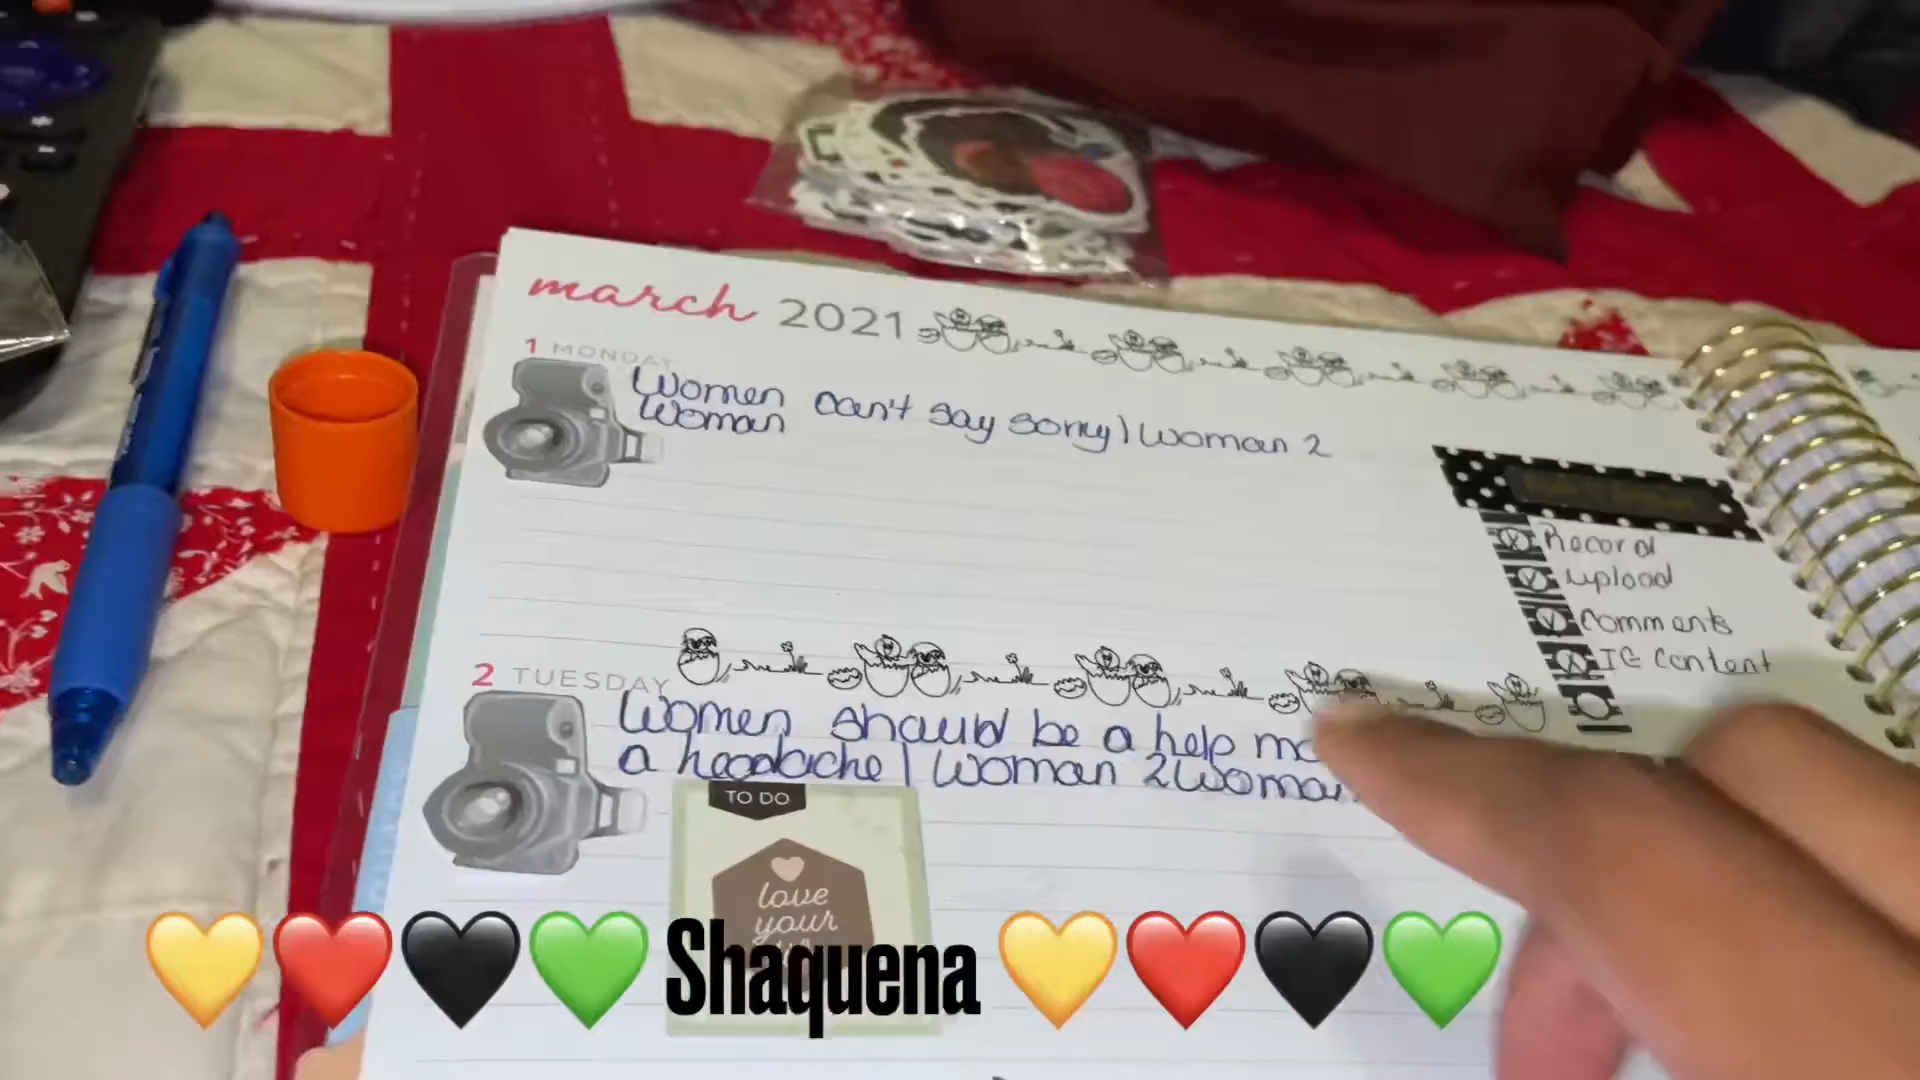 march 2021
1 MONDAY
Women can't say sorry | Woman 2
Woman
Record
upload
Comments
IG Content
2 TUESDAY
Women should be a help
a headache | Woman 2 Woman
TO DO
love
your
Shaquena